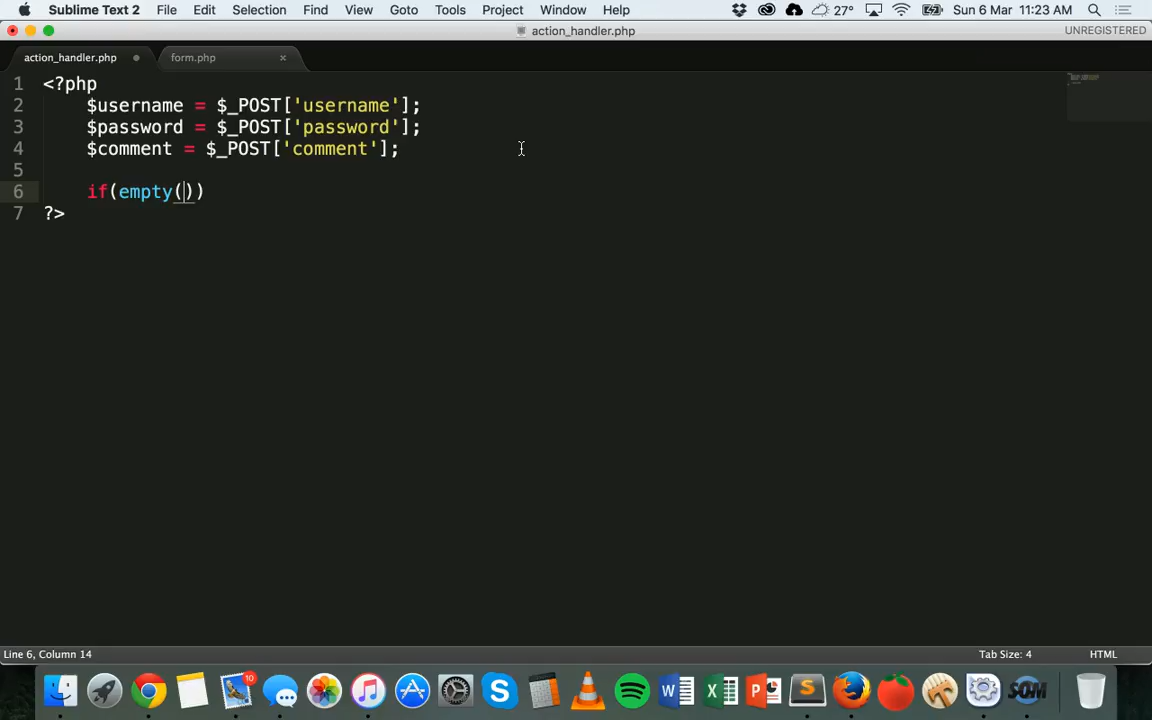 Sublime Text 2 File Edit Selection Find View Goto Tools Project Window Help 27° Sun 6 Mar 11:23 AM
action_handler.php UNREGISTERED
action_handler.php form.php
1 <?php
2 $username = $_POST['username'];
3 $password = $_POST['password'];
4 $comment = $_POST['comment'];
5
6 if(empty())
7 ?>
Line 6, Column 14 Tab Size: 4 HTML
10 S W X P S SOM